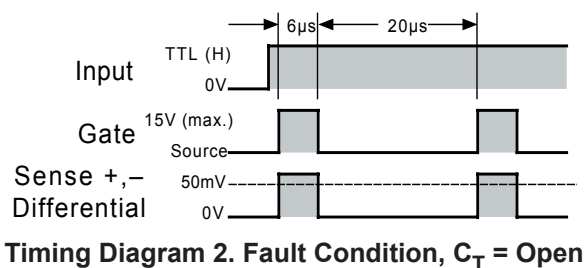 6µs 20µs
Input TTL (H)
0V
Gate 15V (max.)
Source
Sense +,– 50mV
Differential 0V
Timing Diagram 2. Fault Condition, CT = Open